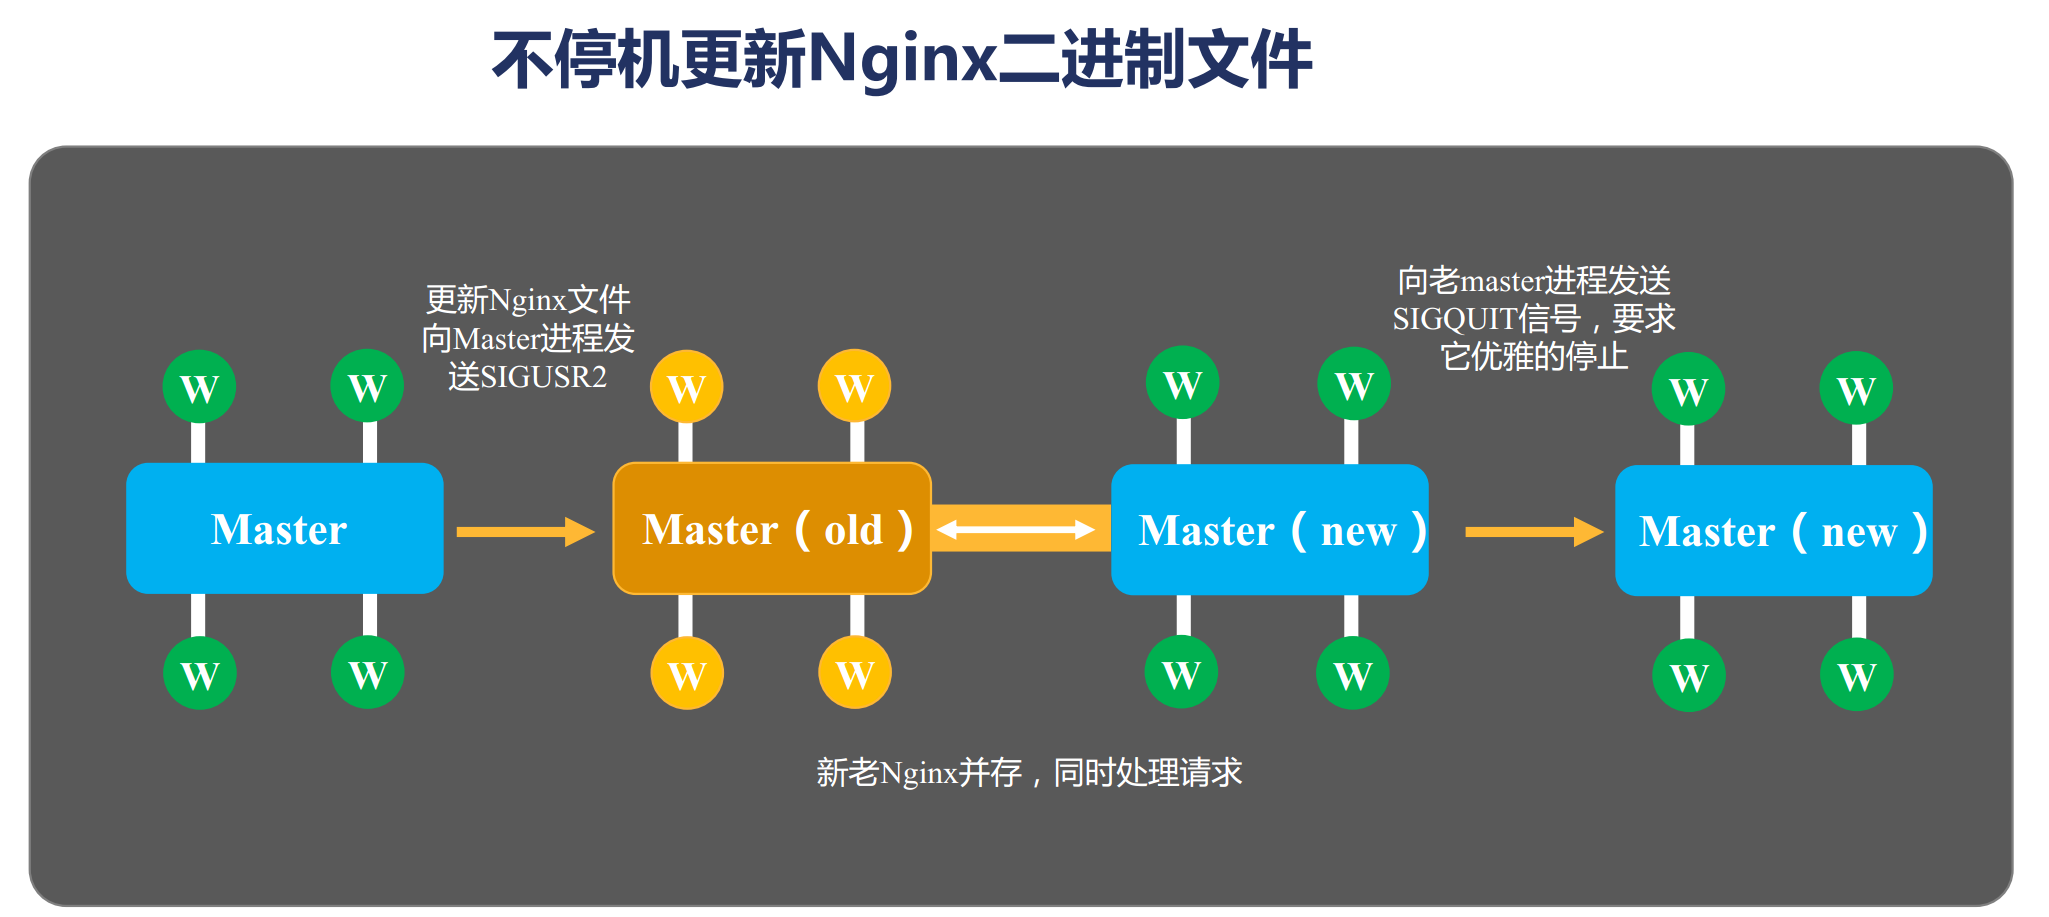 不停机更新Nginx二进制文件
更新Nginx文件
向Master进程发
送SIGUSR2
向老master进程发送
SIGQUIT信号，要求
它优雅的停止
W W W W W W W W
Master Master（old） Master（new） Master（new）
W W W W W W W W
新老Nginx并存，同时处理请求